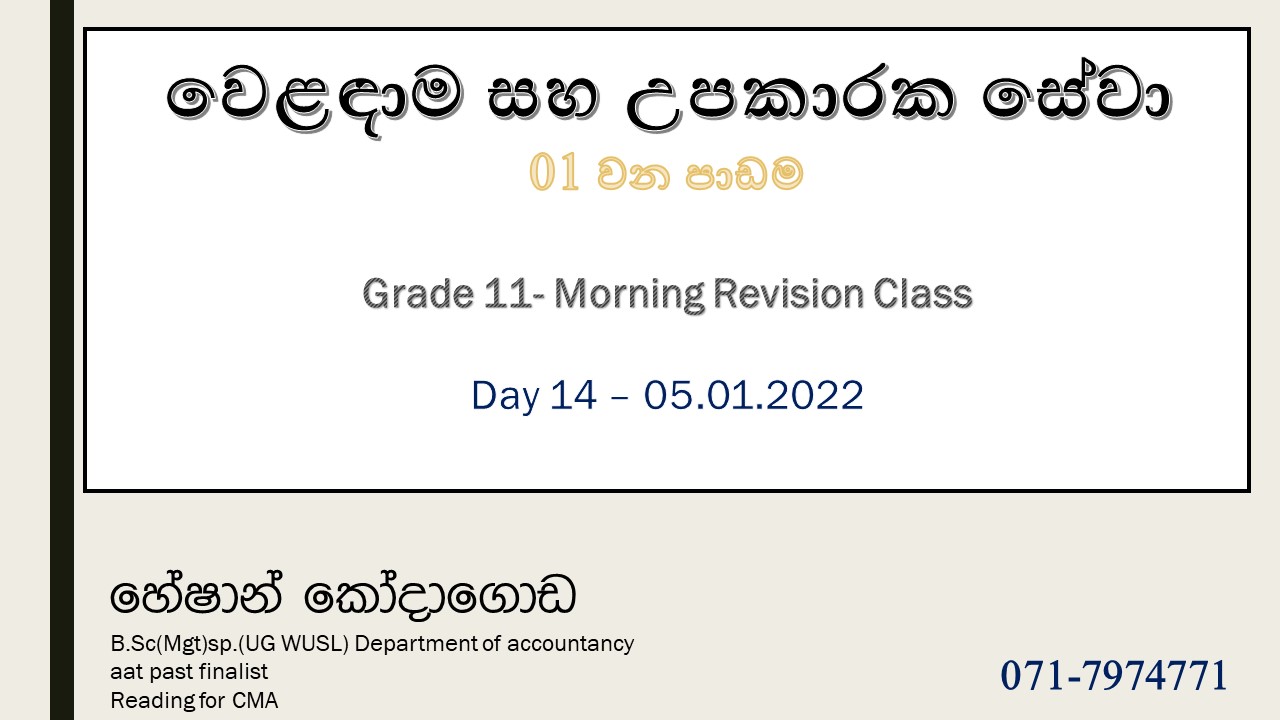 වෙළඳාම සහ උපකාරක සේවා
01 වන පාඩම
Grade 11- Morning Revision Class
Day 14 – 05.01.2022
හේෂාන් කෝදාගොඩ
B.Sc(Mgt)sp.(UG WUSL) Department of accountancy
aat past finalist
Reading for CMA
071-7974771